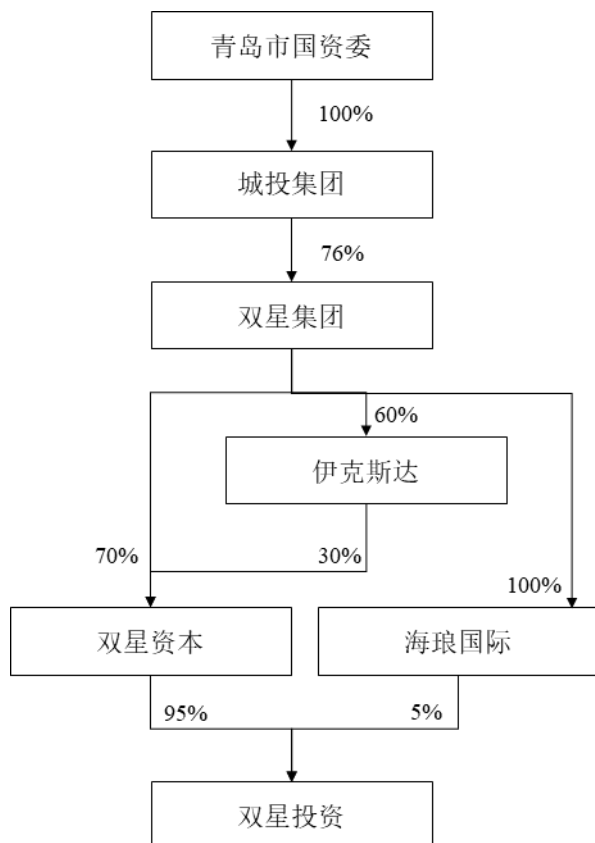 青岛市国资委
100%
城投集团
76%
双星集团
60%
伊克斯达
70%
30%
100%
双星资本
海琅国际
95%
5%
双星投资